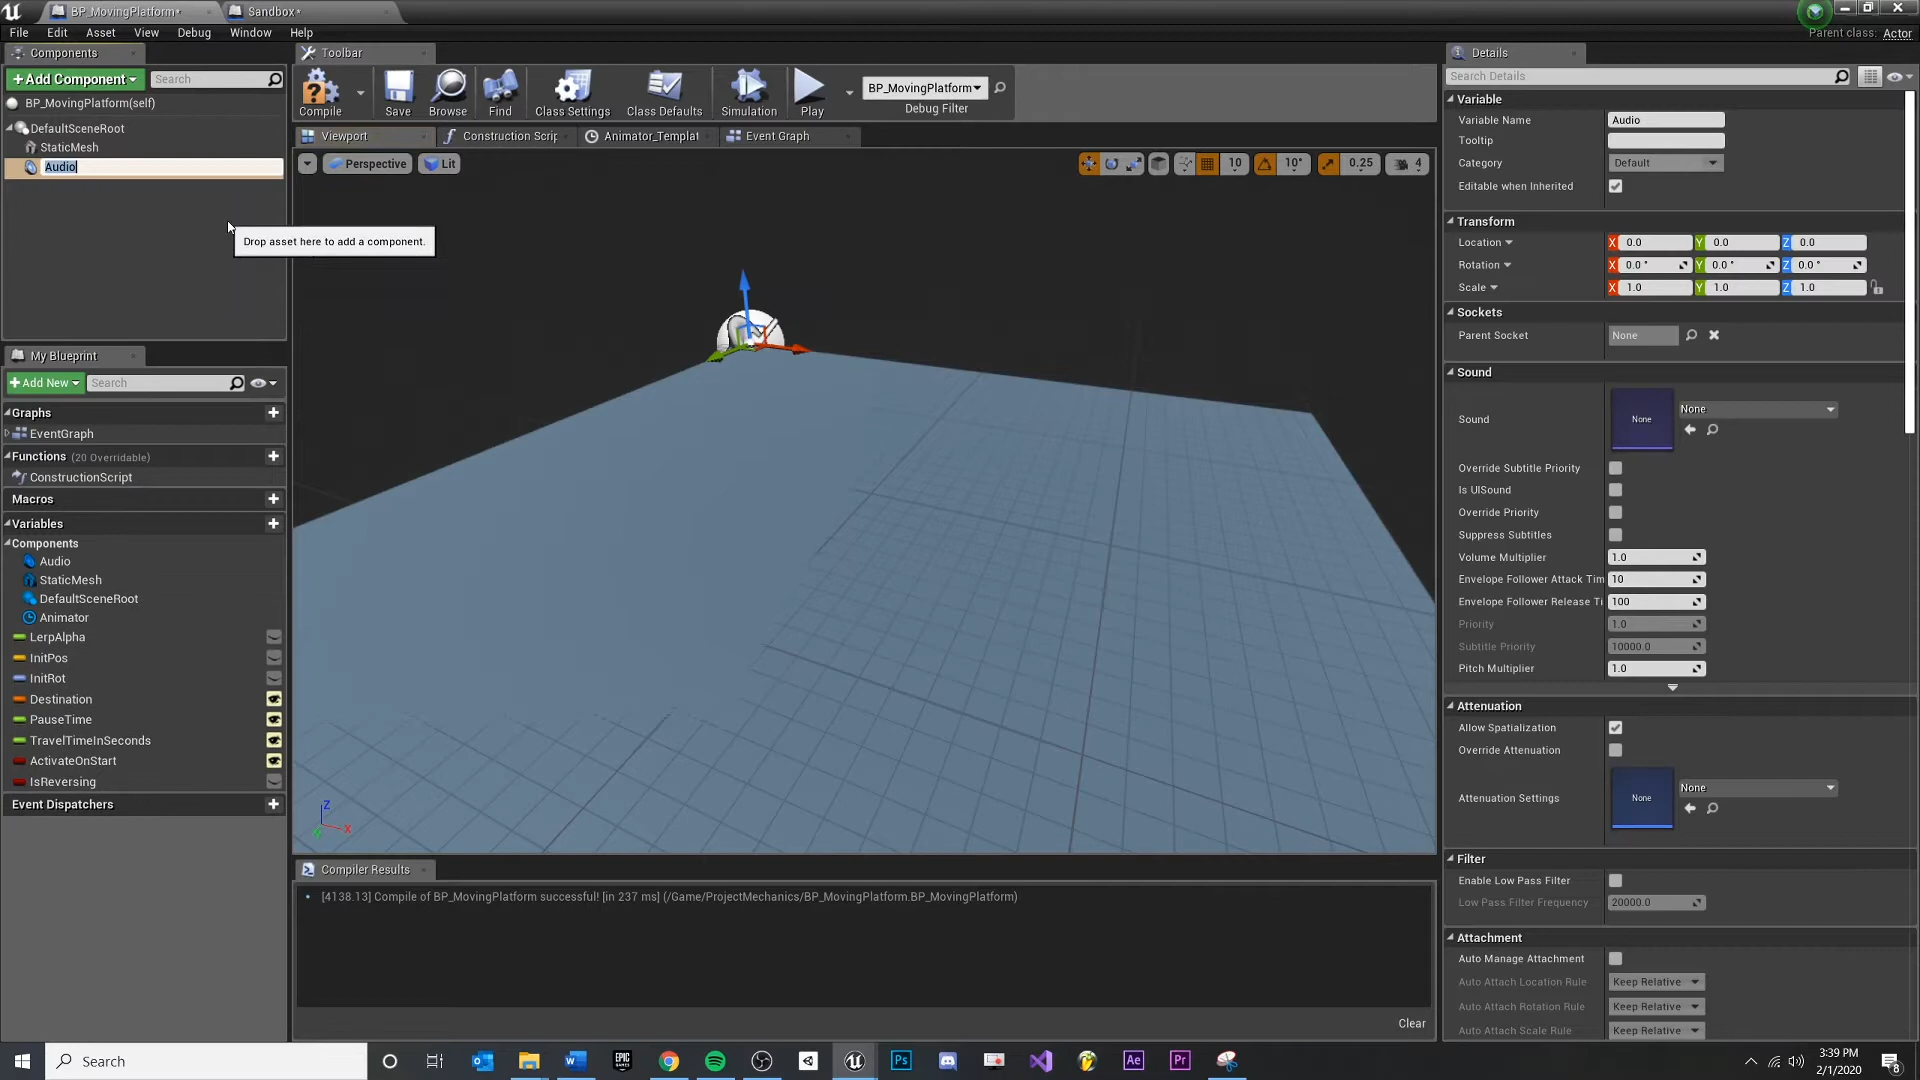 BP_MovingPlatform*
Sandbox*
File Edit Asset View Debug Window Help
Parent class: Actor
Components
Toolbar
Details
+Add Component
Search
BP_MovingPlatform(self)
DefaultSceneRoot
StaticMesh
Audio
Compile
Save
Browse
Find
Class Settings
Class Defaults
Simulation
Play
BP_MovingPlatform
Debug Filter
Viewport
Construction Scrip
Animator_Templat
Event Graph
Perspective
Lit
10
10°
0.25
4
Drop asset here to add a component.
My Blueprint
+Add New
Search
Graphs
EventGraph
Functions (20 Overridable)
ConstructionScript
Macros
Variables
Components
Audio
StaticMesh
DefaultSceneRoot
Animator
LerpAlpha
InitPos
InitRot
Destination
PauseTime
TravelTimeInSeconds
ActivateOnStart
IsReversing
Event Dispatchers
Z
X
Y
Compiler Results
[4138.13] Compile of BP_MovingPlatform successful! [in 237 ms] (/Game/ProjectMechanics/BP_MovingPlatform.BP_MovingPlatform)
Clear
Search Details
Variable
Variable Name Audio
Tooltip
Category Default
Editable when Inherited
Transform
Location X 0.0 Y 0.0 Z 0.0
Rotation X 0.0 ° Y 0.0 ° Z 0.0 °
Scale X 1.0 Y 1.0 Z 1.0
Sockets
Parent Socket None
Sound
Sound None None
Override Subtitle Priority
Is UISound
Override Priority
Suppress Subtitles
Volume Multiplier 1.0
Envelope Follower Attack Tim 10
Envelope Follower Release Ti 100
Priority 1.0
Subtitle Priority 10000.0
Pitch Multiplier 1.0
Attenuation
Allow Spatialization
Override Attenuation
Attenuation Settings None None
Filter
Enable Low Pass Filter
Low Pass Filter Frequency 20000.0
Attachment
Auto Manage Attachment
Auto Attach Location Rule Keep Relative
Auto Attach Rotation Rule Keep Relative
Auto Attach Scale Rule Keep Relative
Search
EPIC GAMES
Ps
Ae
Pr
3:39 PM
2/1/2020
8